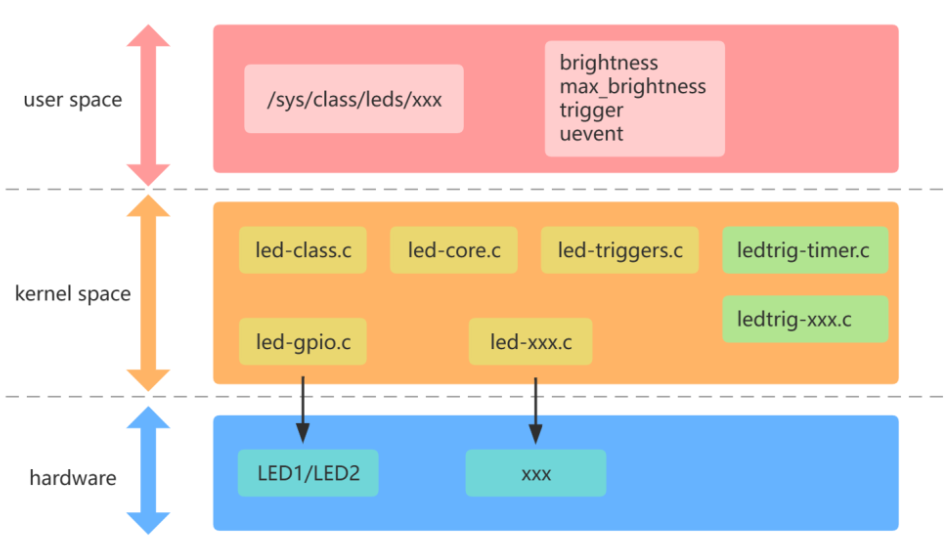 user space
/sys/class/leds/xxx
brightness
max_brightness
trigger
uevent
kernel space
led-class.c
led-core.c
led-triggers.c
ledtrig-timer.c
ledtrig-xxx.c
led-gpio.c
led-xxx.c
hardware
LED1/LED2
xxx